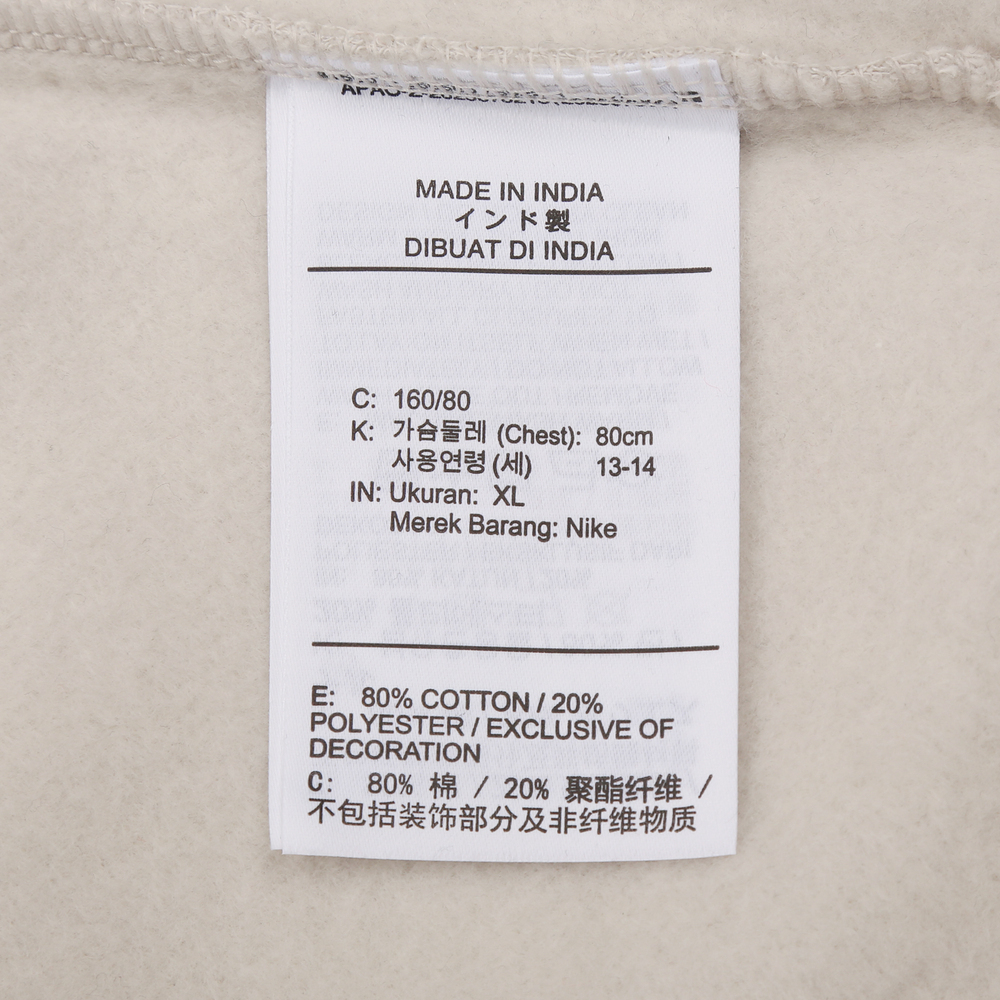 MADE IN INDIA
インド製
DIBUAT DI INDIA
C: 160/80
K: 가슴둘레 (Chest): 80cm
사용연령(세) 13-14
IN: Ukuran: XL
Merek Barang: Nike
E: 80% COTTON / 20%
POLYESTER / EXCLUSIVE OF
DECORATION
C: 80% 棉 / 20% 聚酯纤维 /
不包括装饰部分及非纤维物质